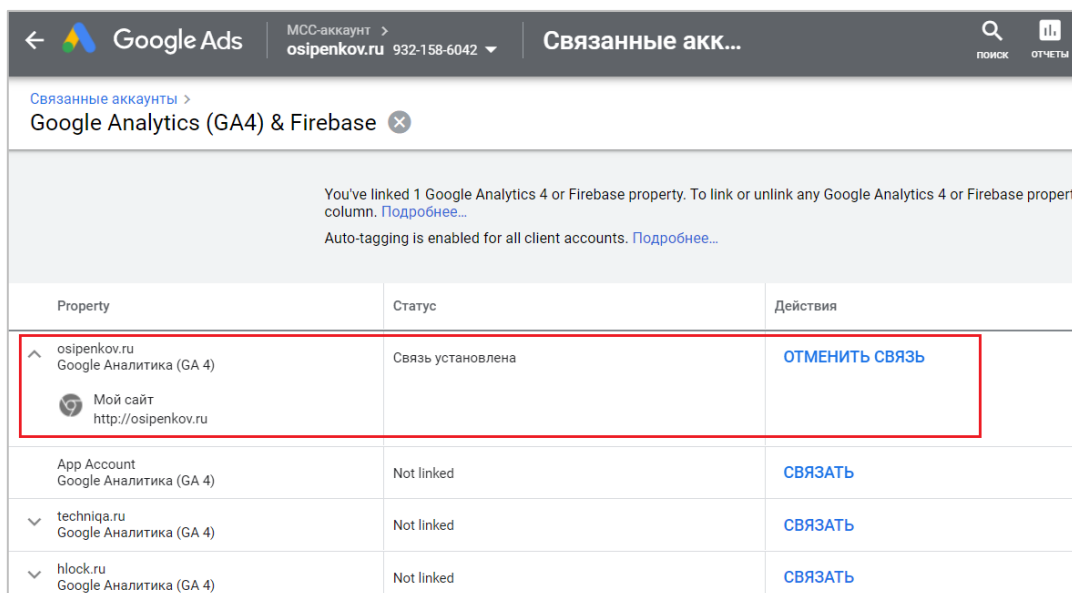 Google Ads
МСС-аккаунт >
osipenkov.ru 932-158-6042
Связанные акк...
ПОИСК
ОТЧЕТЫ
Связанные аккаунты >
Google Analytics (GA4) & Firebase
You've linked 1 Google Analytics 4 or Firebase property. To link or unlink any Google Analytics 4 or Firebase propert
column. Подробнее...
Auto-tagging is enabled for all client accounts. Подробнее...
Property
Статус
Действия
osipenkov.ru
Google Аналитика (GA 4)
Связь установлена
ОТМЕНИТЬ СВЯЗЬ
Мой сайт
http://osipenkov.ru
App Account
Google Аналитика (GA 4)
Not linked
СВЯЗАТЬ
techniqa.ru
Google Аналитика (GA 4)
Not linked
СВЯЗАТЬ
hlock.ru
Google Аналитика (GA 4)
Not linked
СВЯЗАТЬ